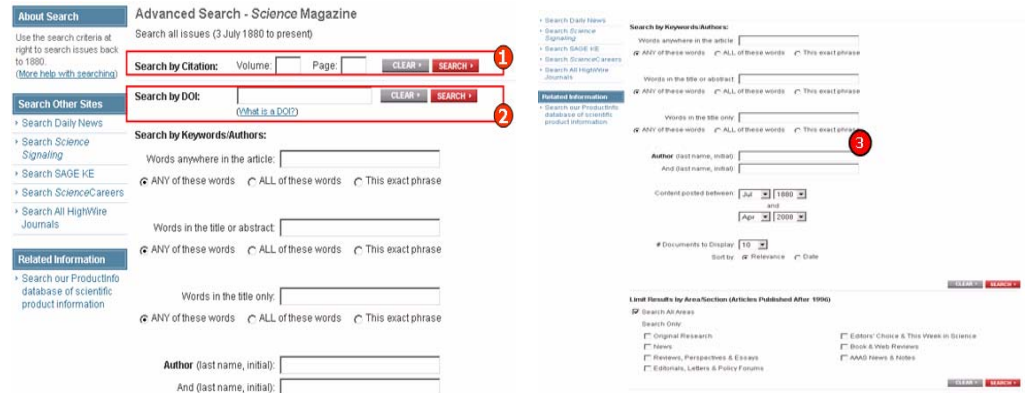 About Search
Use the search criteria at
right to search issues back
to 1880.
(More help with searching)
Search Other Sites
Search Daily News
Search Science
Signaling
Search SAGE KE
Search ScienceCareers
Search All HighWire
Journals
Related Information
Search our ProductInfo
database of scientific
product information
Advanced Search - Science Magazine
Search all issues (3 July 1880 to present)
Search by Citation: Volume: Page: CLEAR SEARCH
1
Search by DOI: CLEAR SEARCH
(What is a DOI?)
2
Search by Keywords/Authors:
Words anywhere in the article:
ANY of these words ALL of these words This exact phrase
Words in the title or abstract:
ANY of these words ALL of these words This exact phrase
Words in the title only:
ANY of these words ALL of these words This exact phrase
Author (last name, initial):
And (last name, initial):
Search Daily News
Search Science
Signaling
Search SAGE KE
Search ScienceCareers
Search All HighWire
Journals
Related Information
Search our ProductInfo
database of scientific
product information
Search by Keywords/Authors:
Words anywhere in the article
ANY of these words ALL of these words This exact phrase
Words in the title or abstract
ANY of these words ALL of these words This exact phrase
Words in the title only
ANY of these words ALL of these words This exact phrase
3
Author (last name, initial)
And (last name, initial)
Content posted between Jul 1880
and
Apr 2008
# Documents to Display 10
Sort by Relevance Date
CLEAR SEARCH
Limit Results by Area/Section (Articles Published After 1996)
Search All Areas
Search Only:
Original Research
News
Reviews, Perspectives & Essays
Editorials, Letters & Policy Forums
Editors' Choice & This Week in Science
Book & Web Reviews
AAAS News & Notes
CLEAR SEARCH